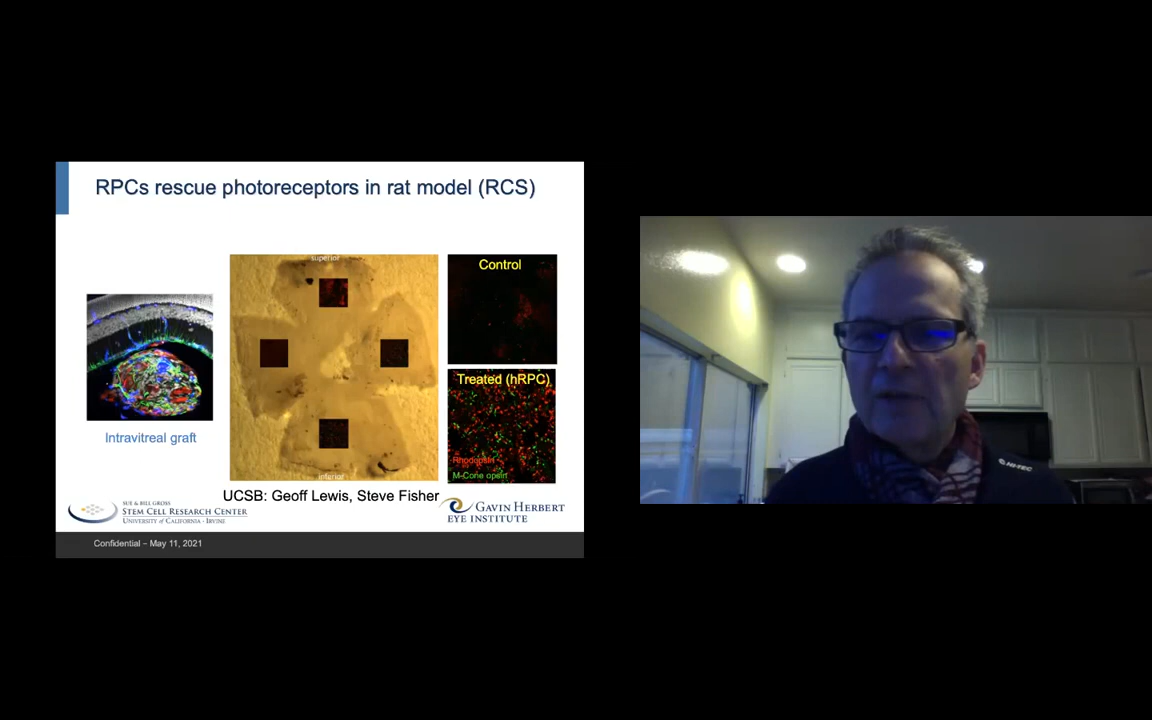 RPCs rescue photoreceptors in rat model (RCS)
superior
Control
Treated (hRPC)
Rhodopsin
M-Cone opsin
inferior
Intravitreal graft
UCSB: Geoff Lewis, Steve Fisher
SUE & BILL GROSS
STEM CELL RESEARCH CENTER
UNIVERSITY of CALIFORNIA · IRVINE
GAVIN HERBERT
EYE INSTITUTE
Confidential – May 11, 2021
HI-TEC